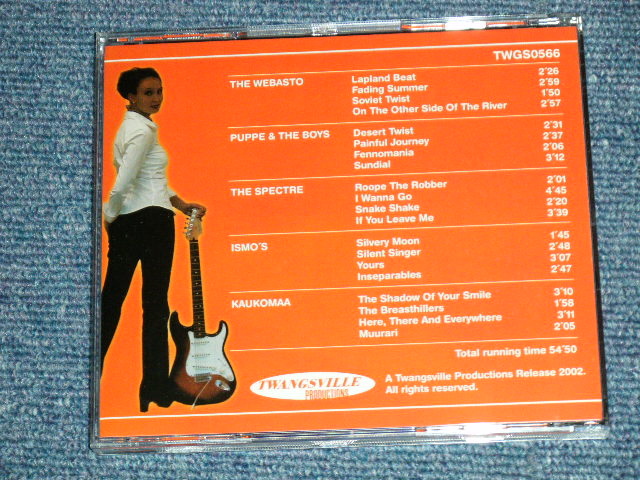 TWGS0566
THE WEBASTO Lapland Beat 2´26
Fading Summer 2´59
Soviet Twist 1´50
On The Other Side Of The River 2´57
PUPPE & THE BOYS Desert Twist 2´31
Painful Journey 2´37
Fennomania 2´06
Sundial 3´12
THE SPECTRE Roope The Robber 2´01
I Wanna Go 4´45
Snake Shake 2´20
If You Leave Me 3´39
ISMO´S Silvery Moon 1´45
Silent Singer 2´48
Yours 3´07
Inseparables 2´47
KAUKOMAA The Shadow Of Your Smile 3´10
The Breasthillers 1´58
Here, There And Everywhere 3´11
Muurari 2´05
Total running time 54´50
TWANGSVILLE
PRODUCTIONS
A Twangsville Productions Release 2002.
All rights reserved.